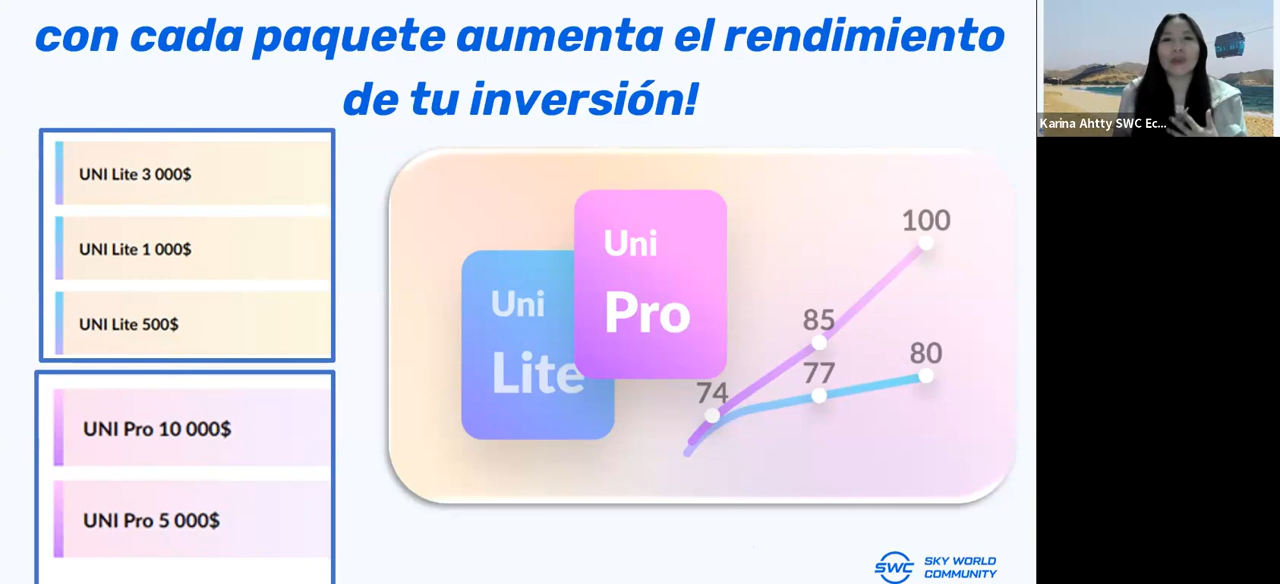 con cada paquete aumenta el rendimiento
de tu inversión!
UNI Lite 3 000$
UNI Lite 1 000$
UNI Lite 500$
UNI Pro 10 000$
UNI Pro 5 000$
Uni
Lite
Uni
Pro
74
85
77
100
80
SWC SKY WORLD
COMMUNITY
Karina Ahtty SWC Ec...